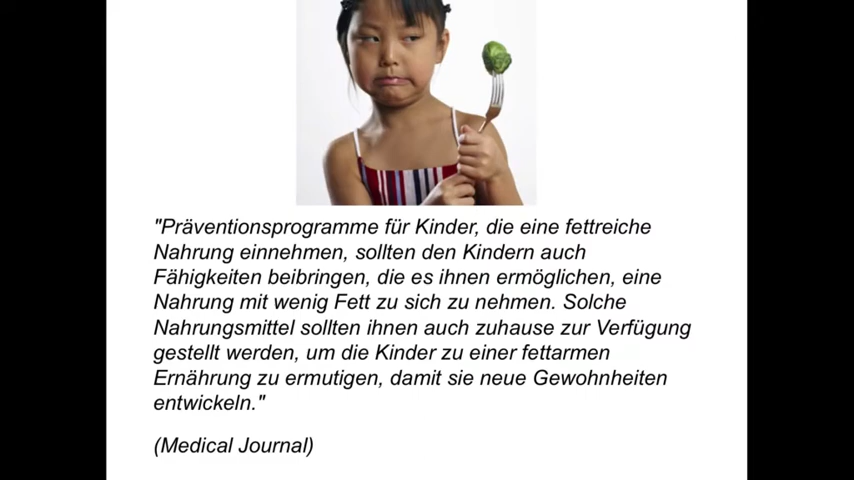 "Präventionsprogramme für Kinder, die eine fettreiche
Nahrung einnehmen, sollten den Kindern auch
Fähigkeiten beibringen, die es ihnen ermöglichen, eine
Nahrung mit wenig Fett zu sich zu nehmen. Solche
Nahrungsmittel sollten ihnen auch zuhause zur Verfügung
gestellt werden, um die Kinder zu einer fettarmen
Ernährung zu ermutigen, damit sie neue Gewohnheiten
entwickeln."
(Medical Journal)